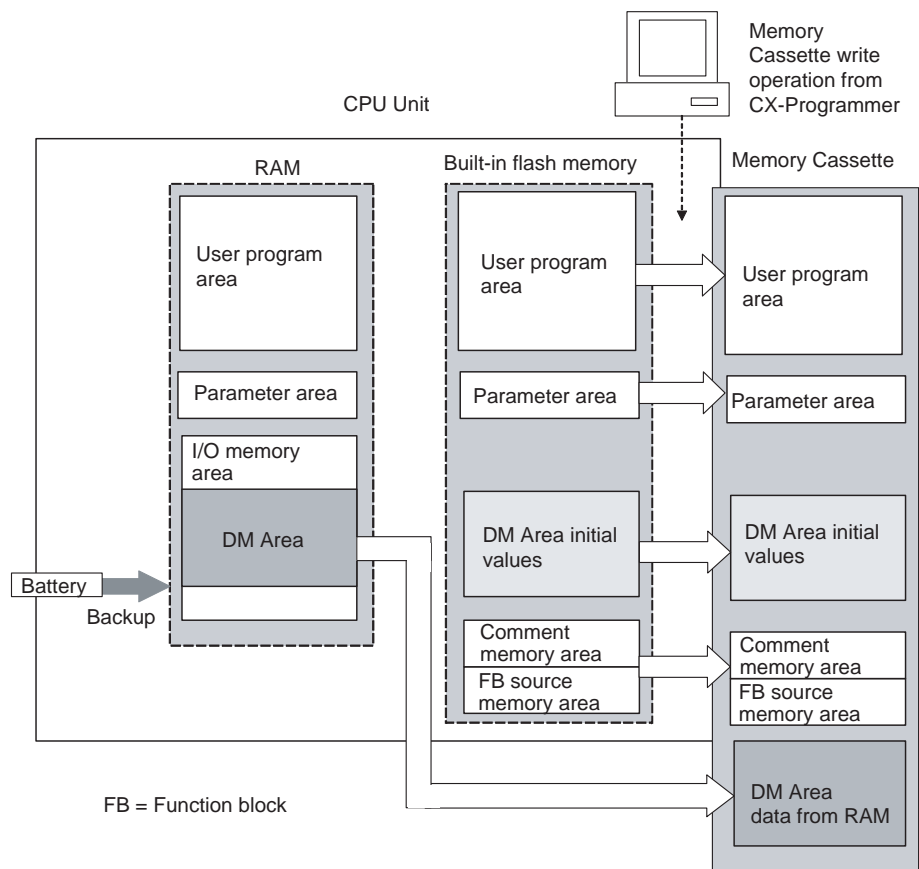 Memory
Cassette write
operation from
CX-Programmer
CPU Unit
RAM
Built-in flash memory
Memory Cassette
User program
area
User program
area
User program
area
Parameter area
Parameter area
Parameter area
I/O memory
area
DM Area
DM Area initial
values
DM Area initial
values
Battery
Backup
Comment
memory area
FB source
memory area
Comment
memory area
FB source
memory area
DM Area
data from RAM
FB = Function block